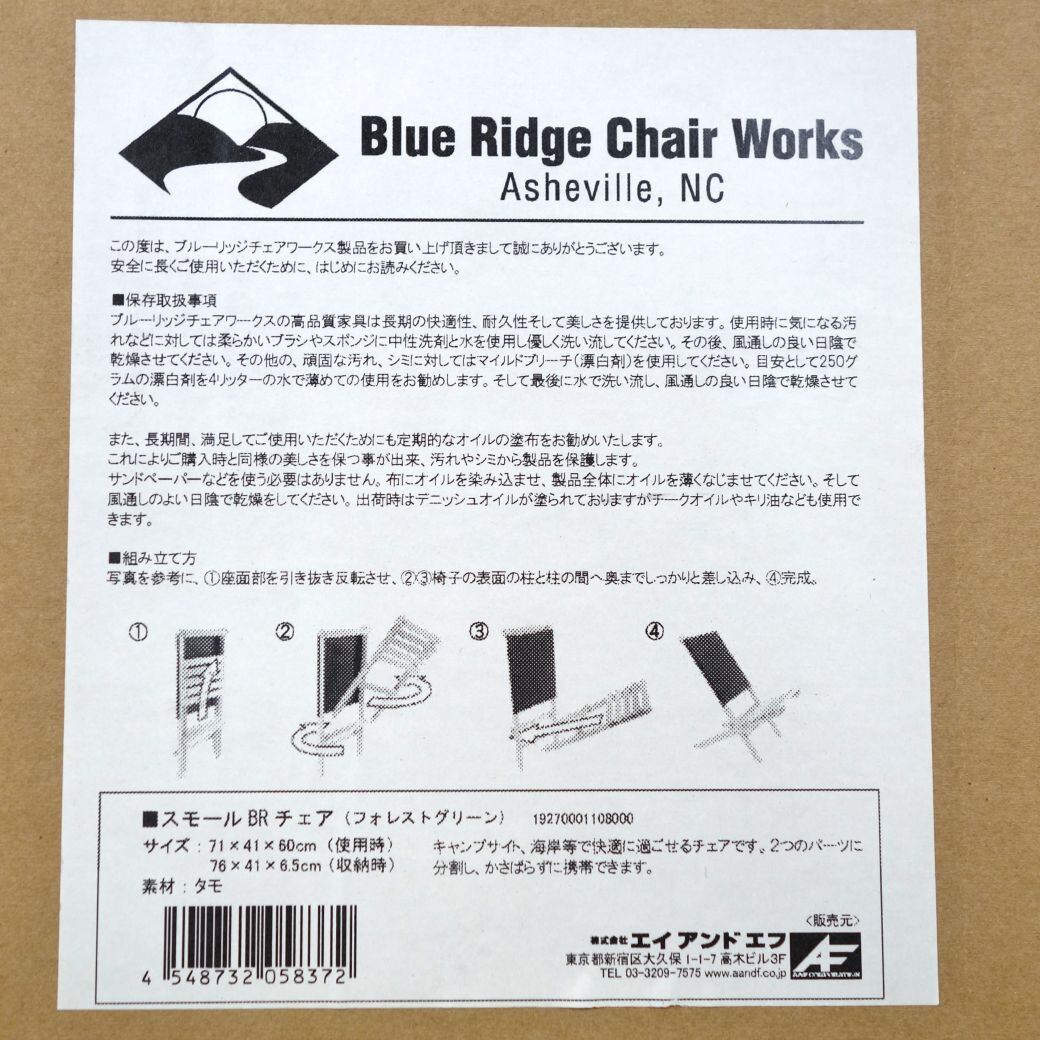 Blue Ridge Chair Works
Asheville, NC
この度は、ブルーリッジチェアワークス製品をお買い上げ頂きまして誠にありがとうございます。
安全に長くご使用いただくために、はじめにお読みください。
■保存取扱事項
ブルーリッジチェアワークスの高品質家具は長期の快適性、耐久性そして美しさを提供しております。使用時に気になる汚
れなどに対しては柔らかいブラシやスポンジに中性洗剤と水を使用し優しく洗い流してください。その後、風通しの良い日陰で
乾燥させてください。その他の、頑固な汚れ、シミに対してはマイルドブリーチ(漂白剤)を使用してください。目安として250グ
ラムの漂白剤を4リッターの水で薄めての使用をお勧めします。そして最後に水で洗い流し、風通しの良い日陰で乾燥させて
ください。
また、長期間、満足してご使用いただくためにも定期的なオイルの塗布をお勧めいたします。
これによりご購入時と同様の美しさを保つ事が出来、汚れやシミから製品を保護します。
サンドペーパーなどを使う必要はありません。布にオイルを染み込ませ、製品全体にオイルを薄くなじませてください。そして
風通しのよい日陰で乾燥をしてください。出荷時はデニッシュオイルが塗られておりますがチークオイルやキリ油なども使用で
きます。
■組み立て方
写真を参考に、①座面部を引き抜き反転させ、②③椅子の表面の柱と柱の間へ奥までしっかりと差し込み、④完成。
① ② ③ ④
■スモールBRチェア(フォレストグリーン) 19270001108000
サイズ:71×41×60cm(使用時)
76×41×6.5cm(収納時)
素材:タモ
キャンプサイト、海岸等で快適に過ごせるチェアです。2つのパーツに
分割し、かさばらずに携帯できます。
4 548732 058372
〈販売元〉
株式会社エイアンドエフ
東京都新宿区大久保1-1-7高木ビル3F
TEL 03-3209-7575 www.aandf.co.jp
AF
AANDF CORPORATION